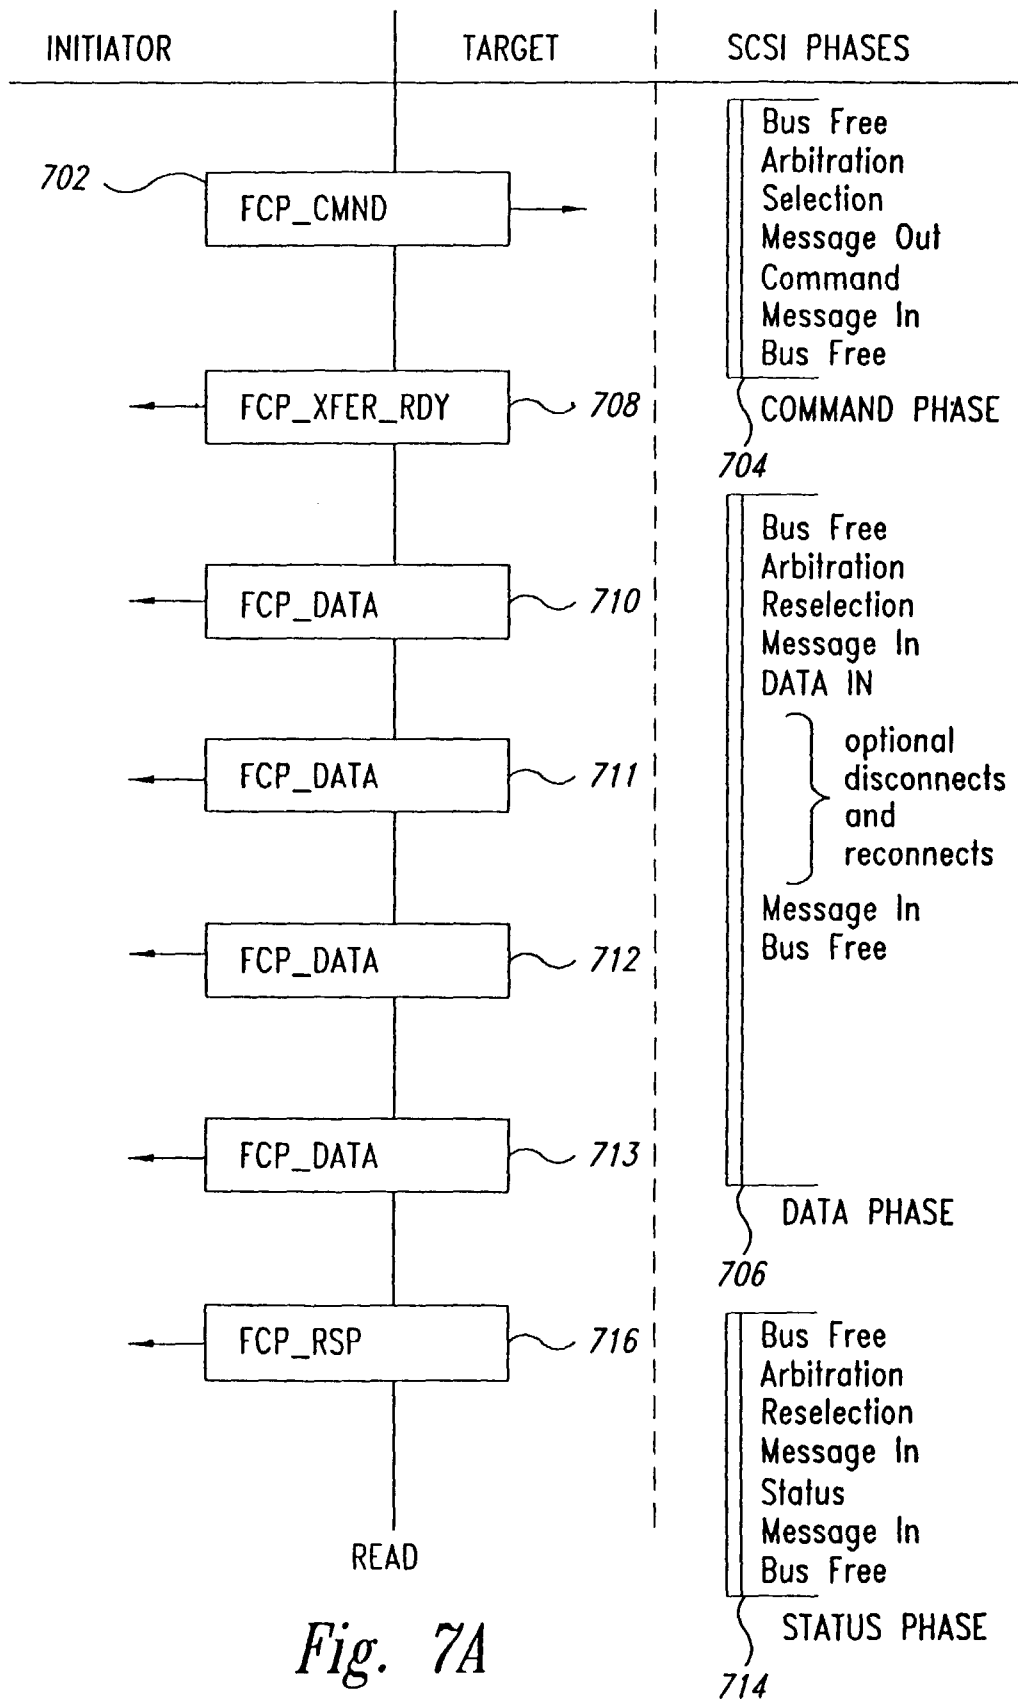 INITIATOR
TARGET
SCSI PHASES
702
FCP_CMND
Bus Free
Arbitration
Selection
Message Out
Command
Message In
Bus Free
COMMAND PHASE
704
FCP_XFER_RDY
708
FCP_DATA
710
FCP_DATA
711
FCP_DATA
712
FCP_DATA
713
Bus Free
Arbitration
Reselection
Message In
DATA IN
optional
disconnects
and
reconnects
Message In
Bus Free
DATA PHASE
706
FCP_RSP
716
Bus Free
Arbitration
Reselection
Message In
Status
Message In
Bus Free
STATUS PHASE
714
READ
Fig. 7A